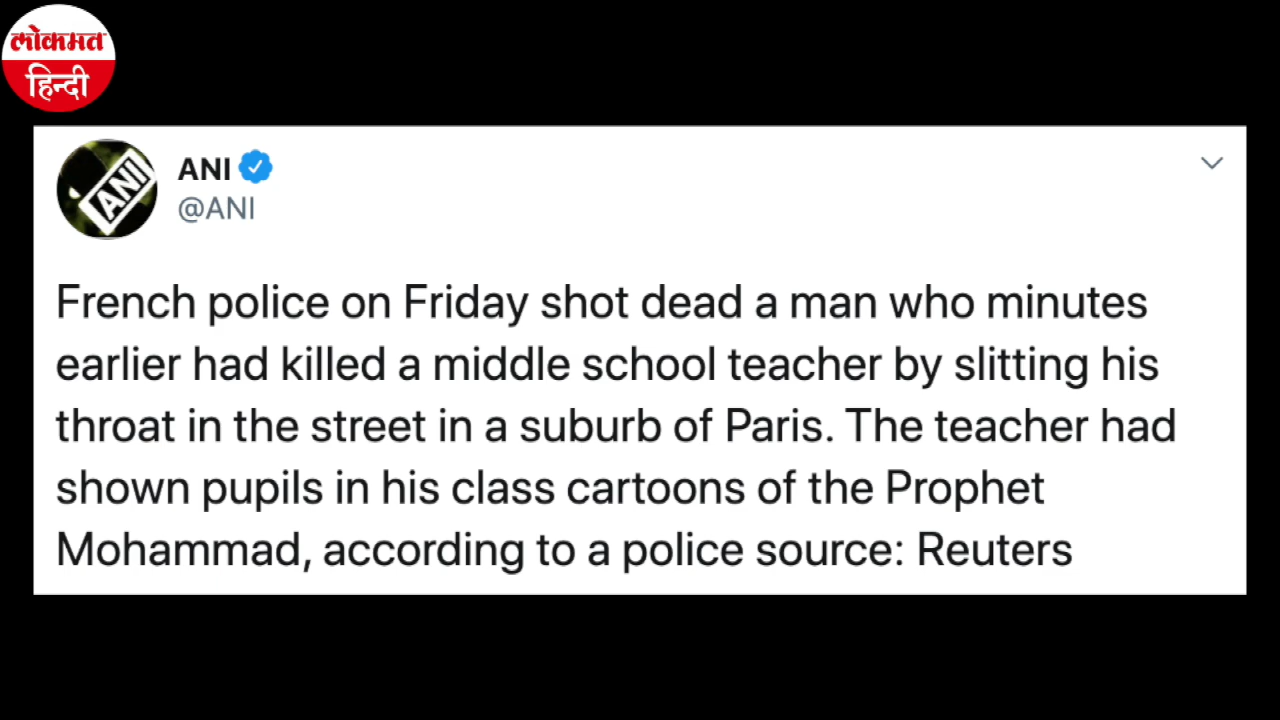 लोकमत
हिन्दी
ANI
ANI
@ANI
French police on Friday shot dead a man who minutes
earlier had killed a middle school teacher by slitting his
throat in the street in a suburb of Paris. The teacher had
shown pupils in his class cartoons of the Prophet
Mohammad, according to a police source: Reuters